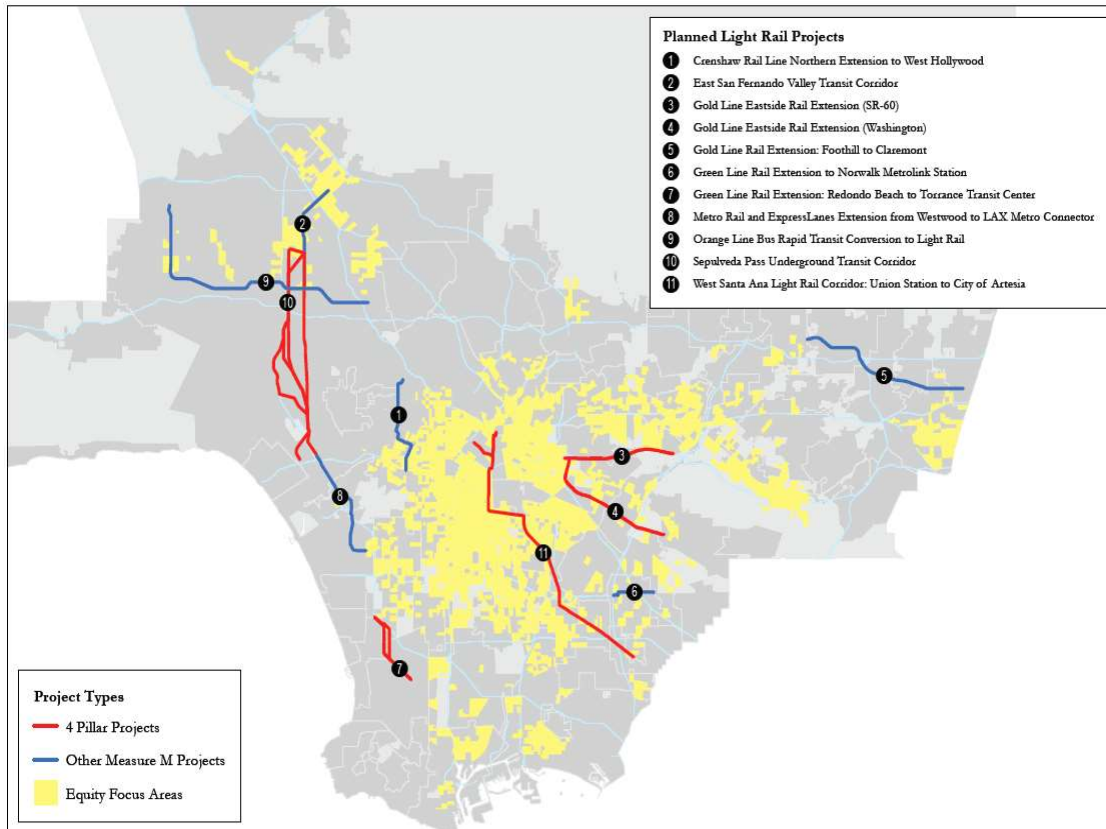 Planned Light Rail Projects
1 Crenshaw Rail Line Northern Extension to West Hollywood
2 East San Fernando Valley Transit Corridor
3 Gold Line Eastside Rail Extension (SR-60)
4 Gold Line Eastside Rail Extension (Washington)
5 Gold Line Rail Extension: Foothill to Claremont
6 Green Line Rail Extension to Norwalk Metrolink Station
7 Green Line Rail Extension: Redondo Beach to Torrance Transit Center
8 Metro Rail and ExpressLanes Extension from Westwood to LAX Metro Connector
9 Orange Line Bus Rapid Transit Conversion to Light Rail
10 Sepulveda Pass Underground Transit Corridor
11 West Santa Ana Light Rail Corridor: Union Station to City of Artesia
2
9
10
5
1
3
8
4
11
6
7
Project Types
4 Pillar Projects
Other Measure M Projects
Equity Focus Areas